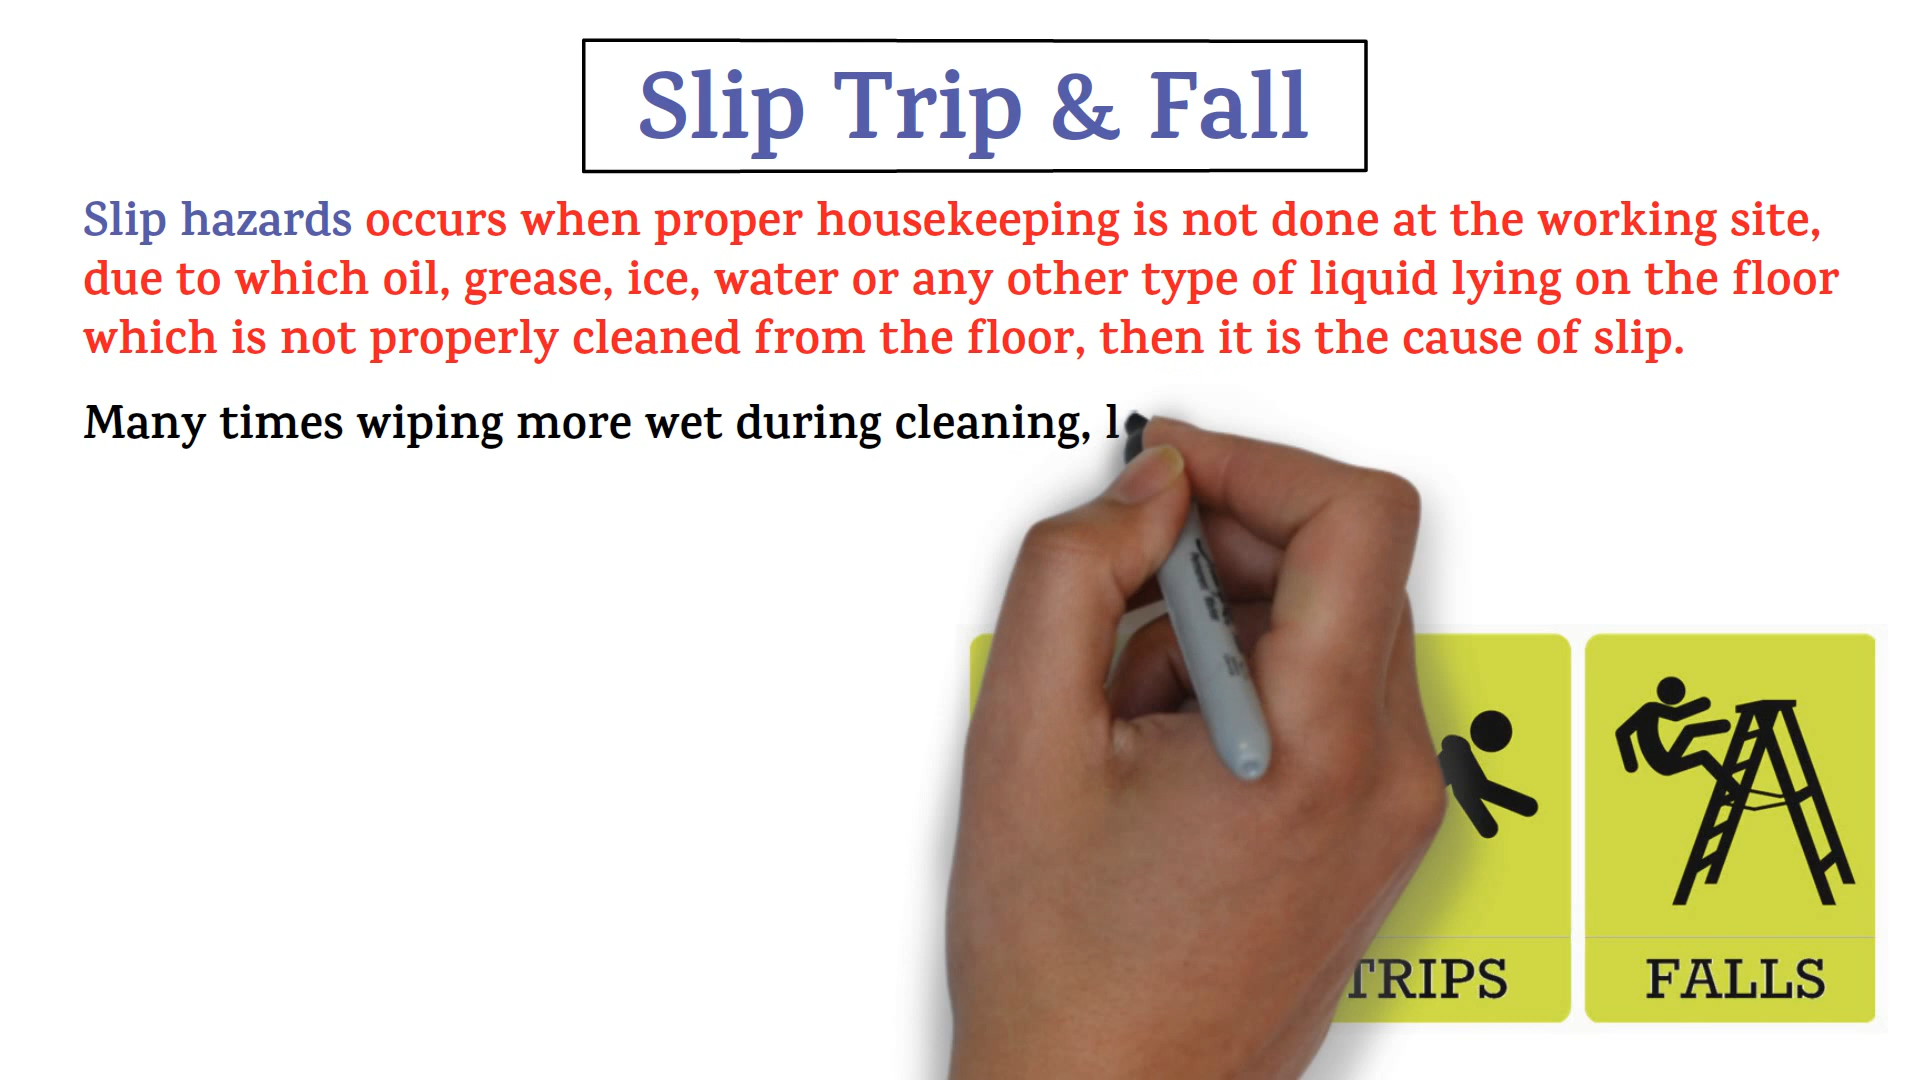 Slip Trip & Fall
Slip hazards occurs when proper housekeeping is not done at the working site,
due to which oil, grease, ice, water or any other type of liquid lying on the floor
which is not properly cleaned from the floor, then it is the cause of slip.
Many times wiping more wet during cleaning, l
TRIPS
FALLS